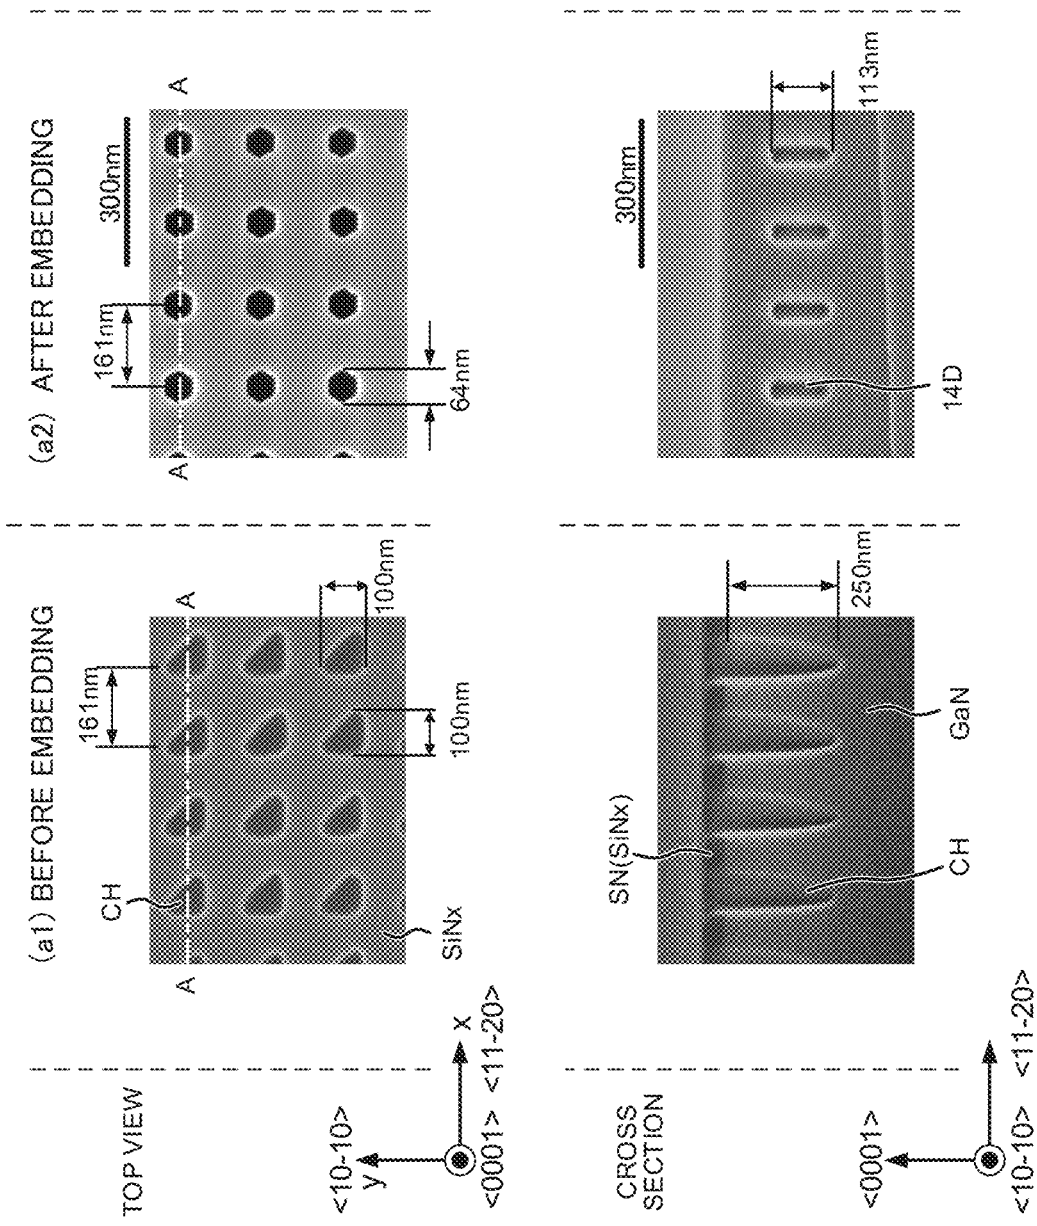 (a1) BEFORE EMBEDDING
(a2) AFTER EMBEDDING
TOP VIEW
<10-10>
y
x
<0001>
<11-20>
CH
161nm
A
A
100nm
100nm
SiNx
161nm
300nm
A
A
64nm
CROSS
SECTION
<0001>
<10-10>
<11-20>
SN(SiNx)
250nm
CH
GaN
300nm
113nm
14D